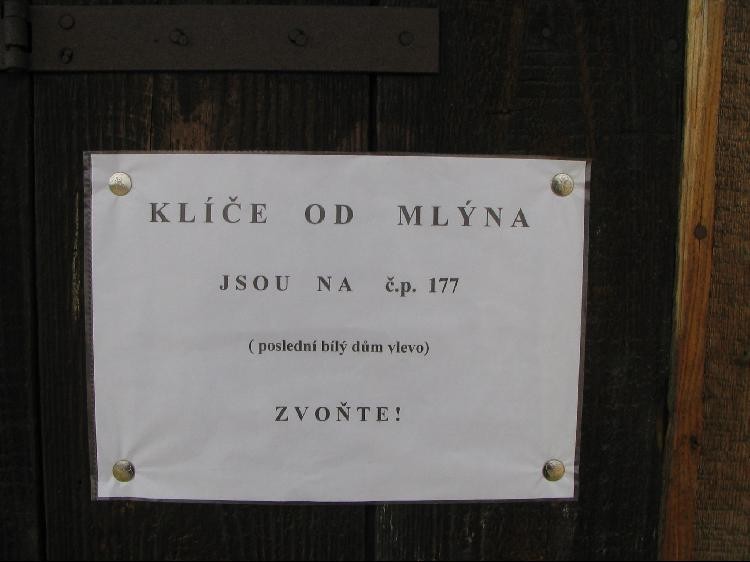 KLÍČE OD MLÝNA
JSOU NA č.p. 177
( poslední bílý dům vlevo)
ZVOŇTE!